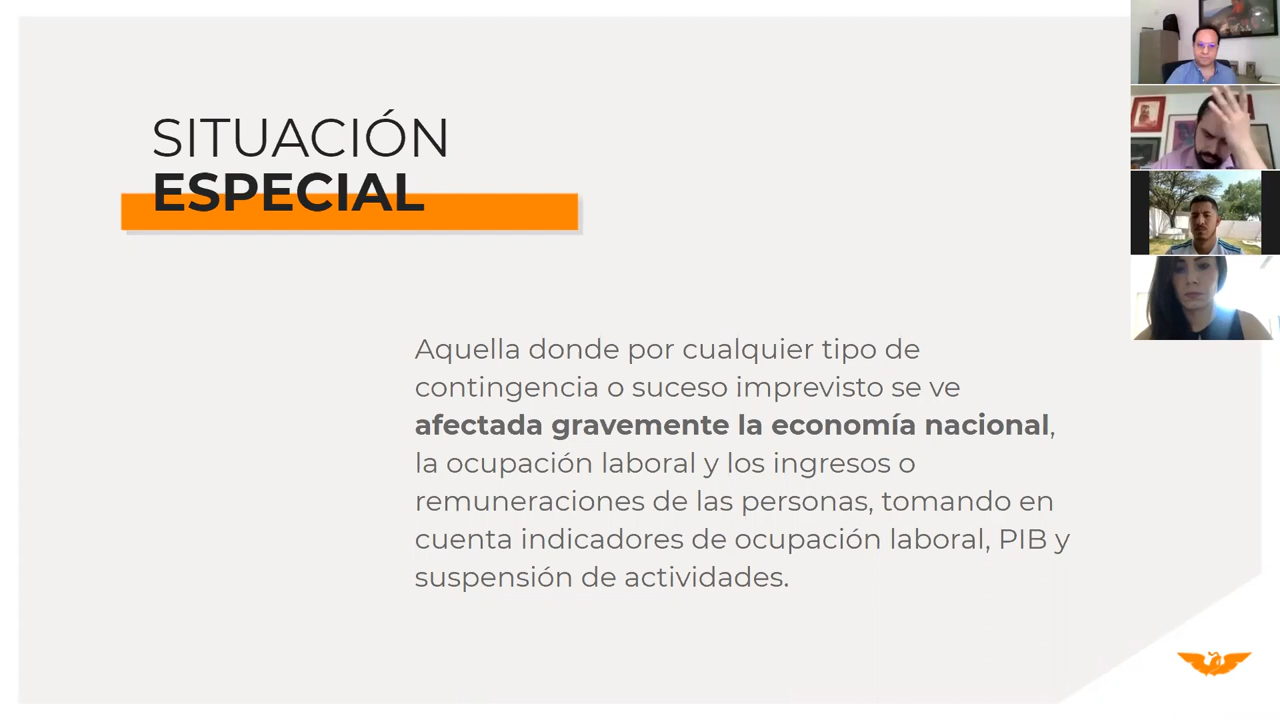 SITUACIÓN
ESPECIAL
Aquella donde por cualquier tipo de
contingencia o suceso imprevisto se ve
afectada gravemente la economía nacional,
la ocupación laboral y los ingresos o
remuneraciones de las personas, tomando en
cuenta indicadores de ocupación laboral, PIB y
suspensión de actividades.